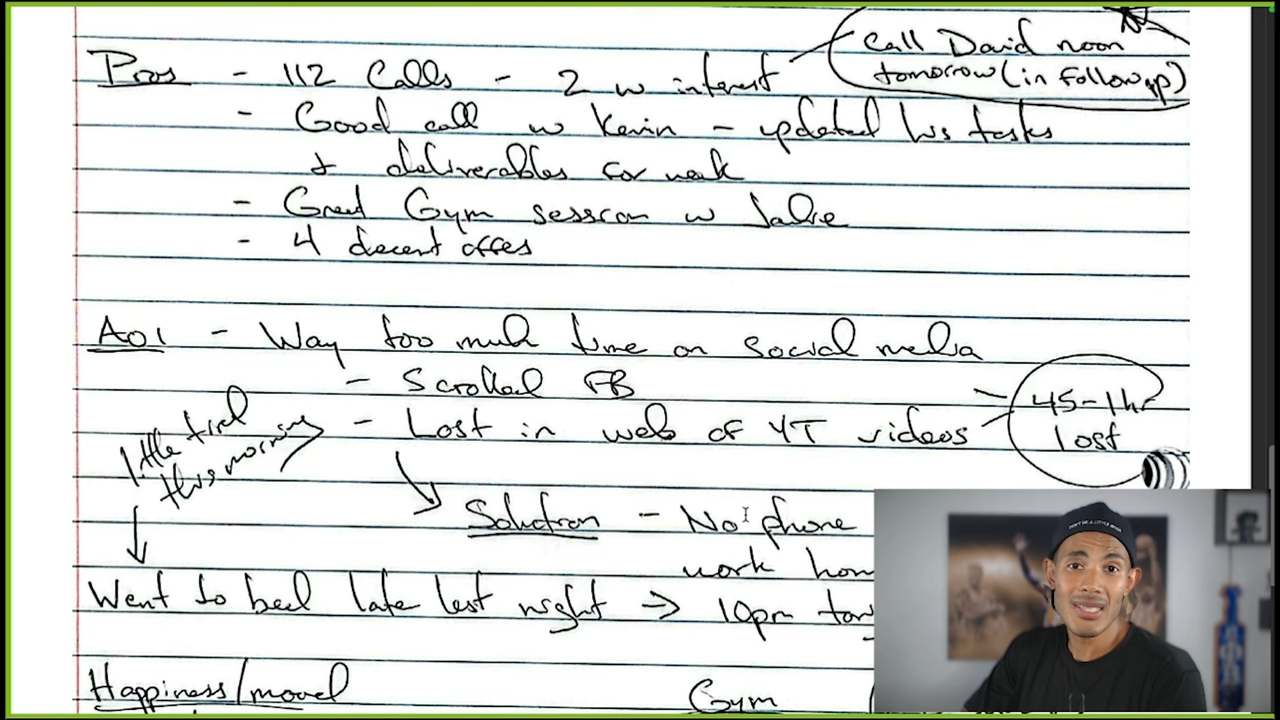 Call David noon
tomorrow (in follow up)
Pros - 112 Calls - 2 w interest
- Good call w Kevin - updated his tasks
+ deliverables for week
- Great Gym session w
- 4 decent offes
AOI - Way too much time on social media
- Scrolled FB
- Lost in web of YT videos
45-1hr
lost
little tired
this morning
Solution - No phone
work hou
Went to bed late last night → 10pm
Happiness/mood
Gym